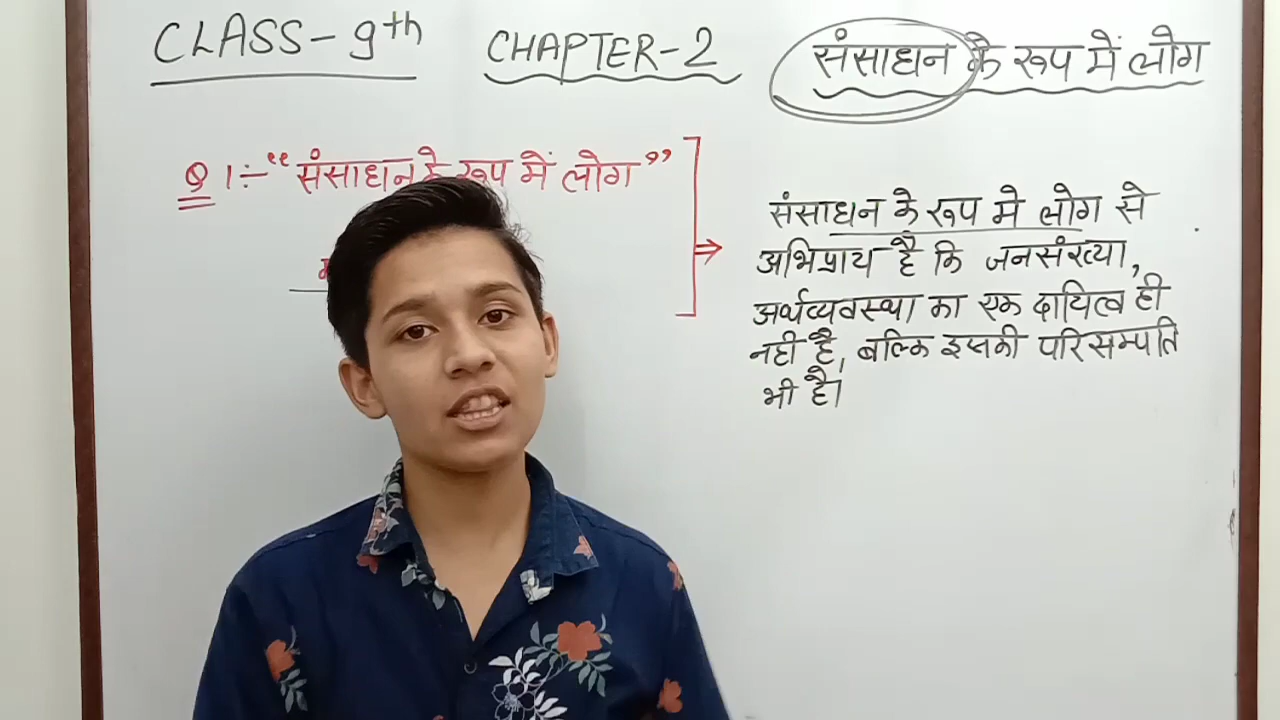 CLASS-9th CHAPTER-2 संसाधन के रूप में लोग
Q 1:- "संसाधन के रूप में लोग"
संसाधन के रूप मे लोग से
अभिप्राय है कि जनसंख्या,
अर्थव्यवस्था का एक दायित्व ही
नही है, बल्कि इसकी परिसम्पति
भी है।